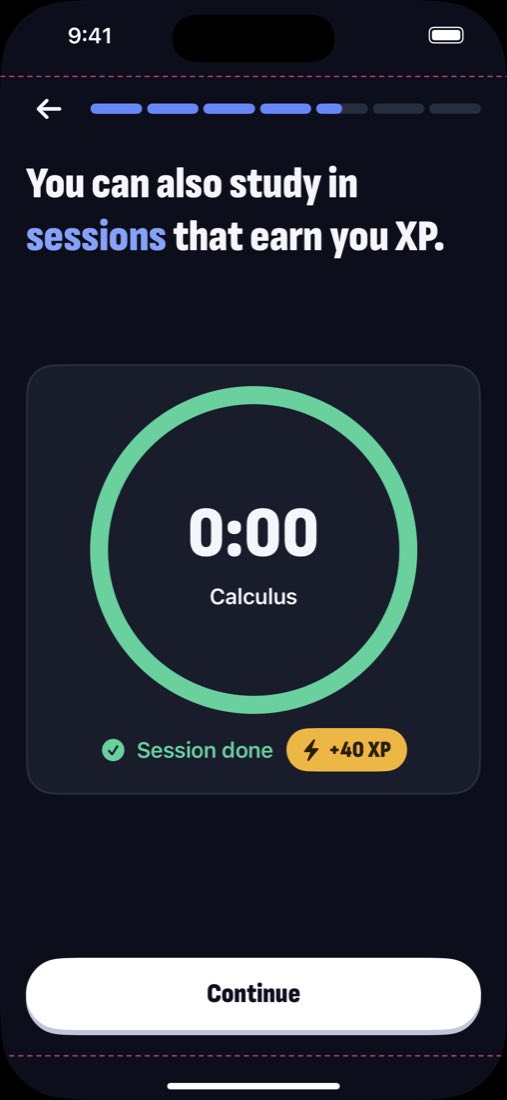 9:41
You can also study in
sessions that earn you XP.
0:00
Calculus
Session done
+40 XP
Continue